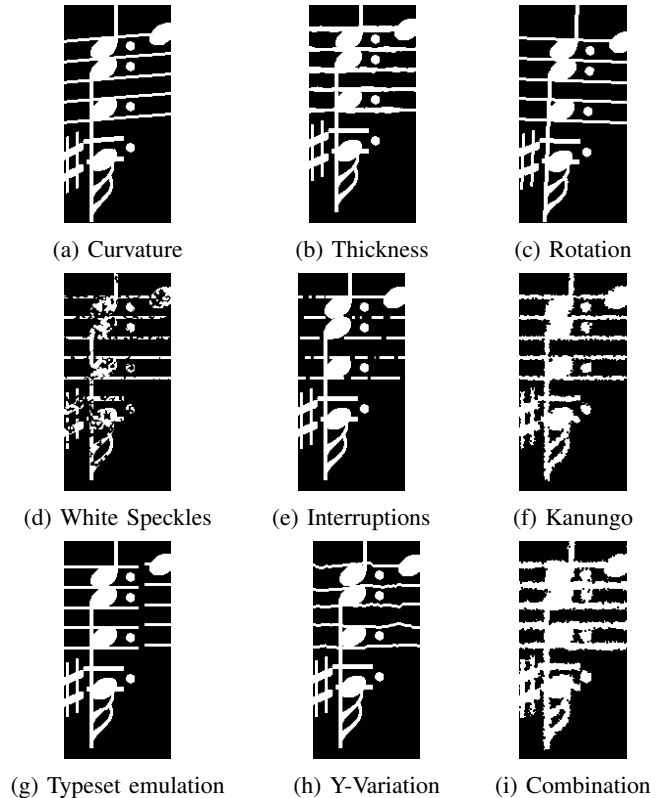 (a) Curvature
(b) Thickness
(c) Rotation
(d) White Speckles
(e) Interruptions
(f) Kanungo
(g) Typeset emulation
(h) Y-Variation
(i) Combination